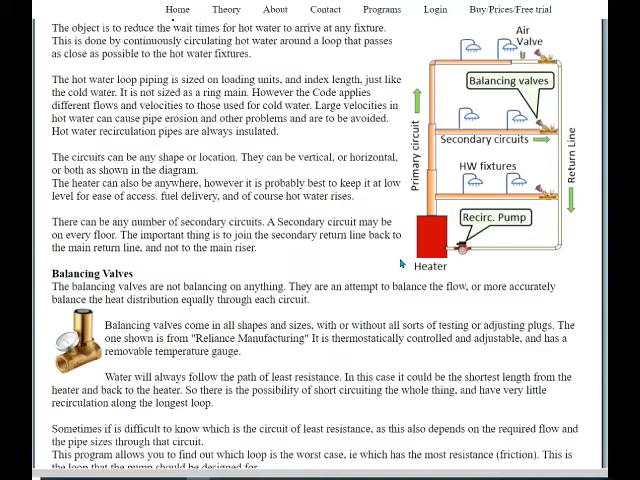 Home Theory About Contact Programs Login Buy/Prices/Free trial
The object is to reduce the wait times for hot water to arrive at any fixture.
This is done by continuously circulating hot water around a loop that passes
as close as possible to the hot water fixtures.
The hot water loop piping is sized on loading units, and index length, just like
the cold water. It is not sized as a ring main. However the Code applies
different flows and velocities to those used for cold water. Large velocities in
hot water can cause pipe erosion and other problems and are to be avoided.
Hot water recirculation pipes are always insulated.
The circuits can be any shape or location. They can be vertical, or horizontal,
or both as shown in the diagram.
The heater can also be anywhere, however it is probably best to keep it at low
level for ease of access. fuel delivery, and of course hot water rises.
There can be any number of secondary circuits. A Secondary circuit may be
on every floor. The important thing is to join the secondary return line back to
the main return line, and not to the main riser.
Air
Valve
Balancing valves
Primary circuit
Secondary circuits
Return Line
HW fixtures
Recirc. Pump
Heater
Balancing Valves
The balancing valves are not balancing on anything. They are an attempt to balance the flow, or more accurately
balance the heat distribution equally through each circuit.
Balancing valves come in all shapes and sizes, with or without all sorts of testing or adjusting plugs. The
one shown is from "Reliance Manufacturing" It is thermostatically controlled and adjustable, and has a
removable temperature gauge.
Water will always follow the path of least resistance. In this case it could be the shortest length from the
heater and back to the heater. So there is the possibility of short circuiting the whole thing, and have very little
recirculation along the longest loop.
Sometimes if is difficult to know which is the circuit of least resistance, as this also depends on the required flow and
the pipe sizes through that circuit.
This program allows you to find out which loop is the worst case, ie which has the most resistance (friction). This is
the loop that the pump should be designed for.